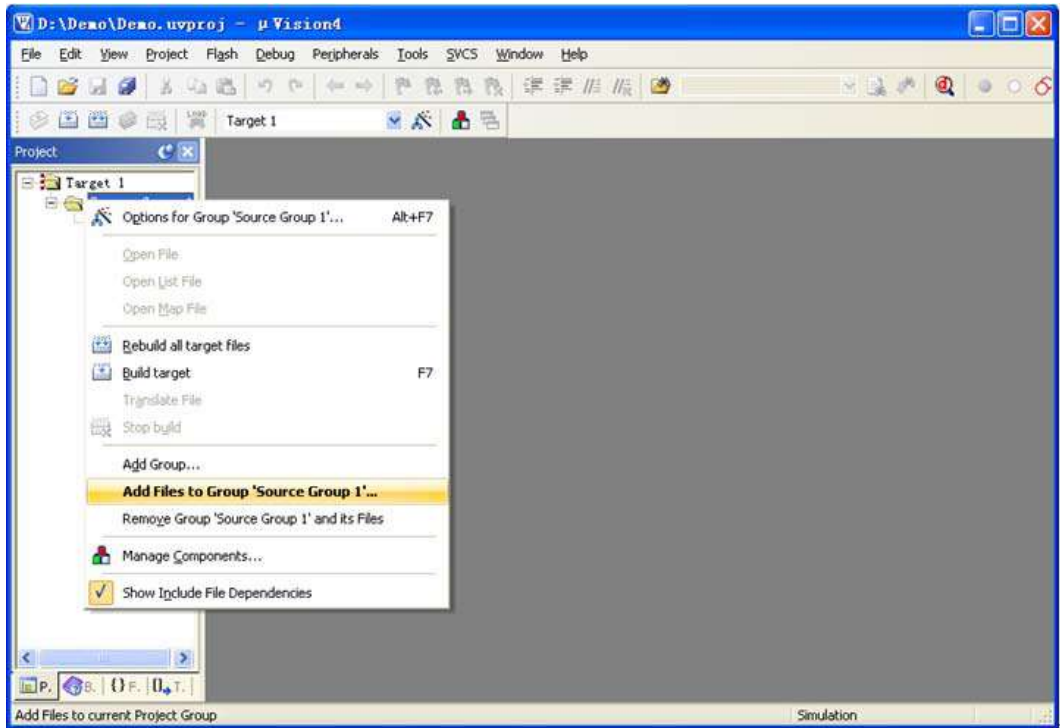 D:\Demo\Demo.uvproj - µVision4
File Edit View Project Flash Debug Peripherals Tools SVCS Window Help
Target 1
Project
Target 1
Options for Group 'Source Group 1'... Alt+F7
Open File
Open List File
Open Map File
Rebuild all target files
Build target F7
Translate File
Stop build
Add Group...
Add Files to Group 'Source Group 1'...
Remove Group 'Source Group 1' and its Files
Manage Components...
Show Include File Dependencies
P. B. {} F. T.
Add Files to current Project Group Simulation